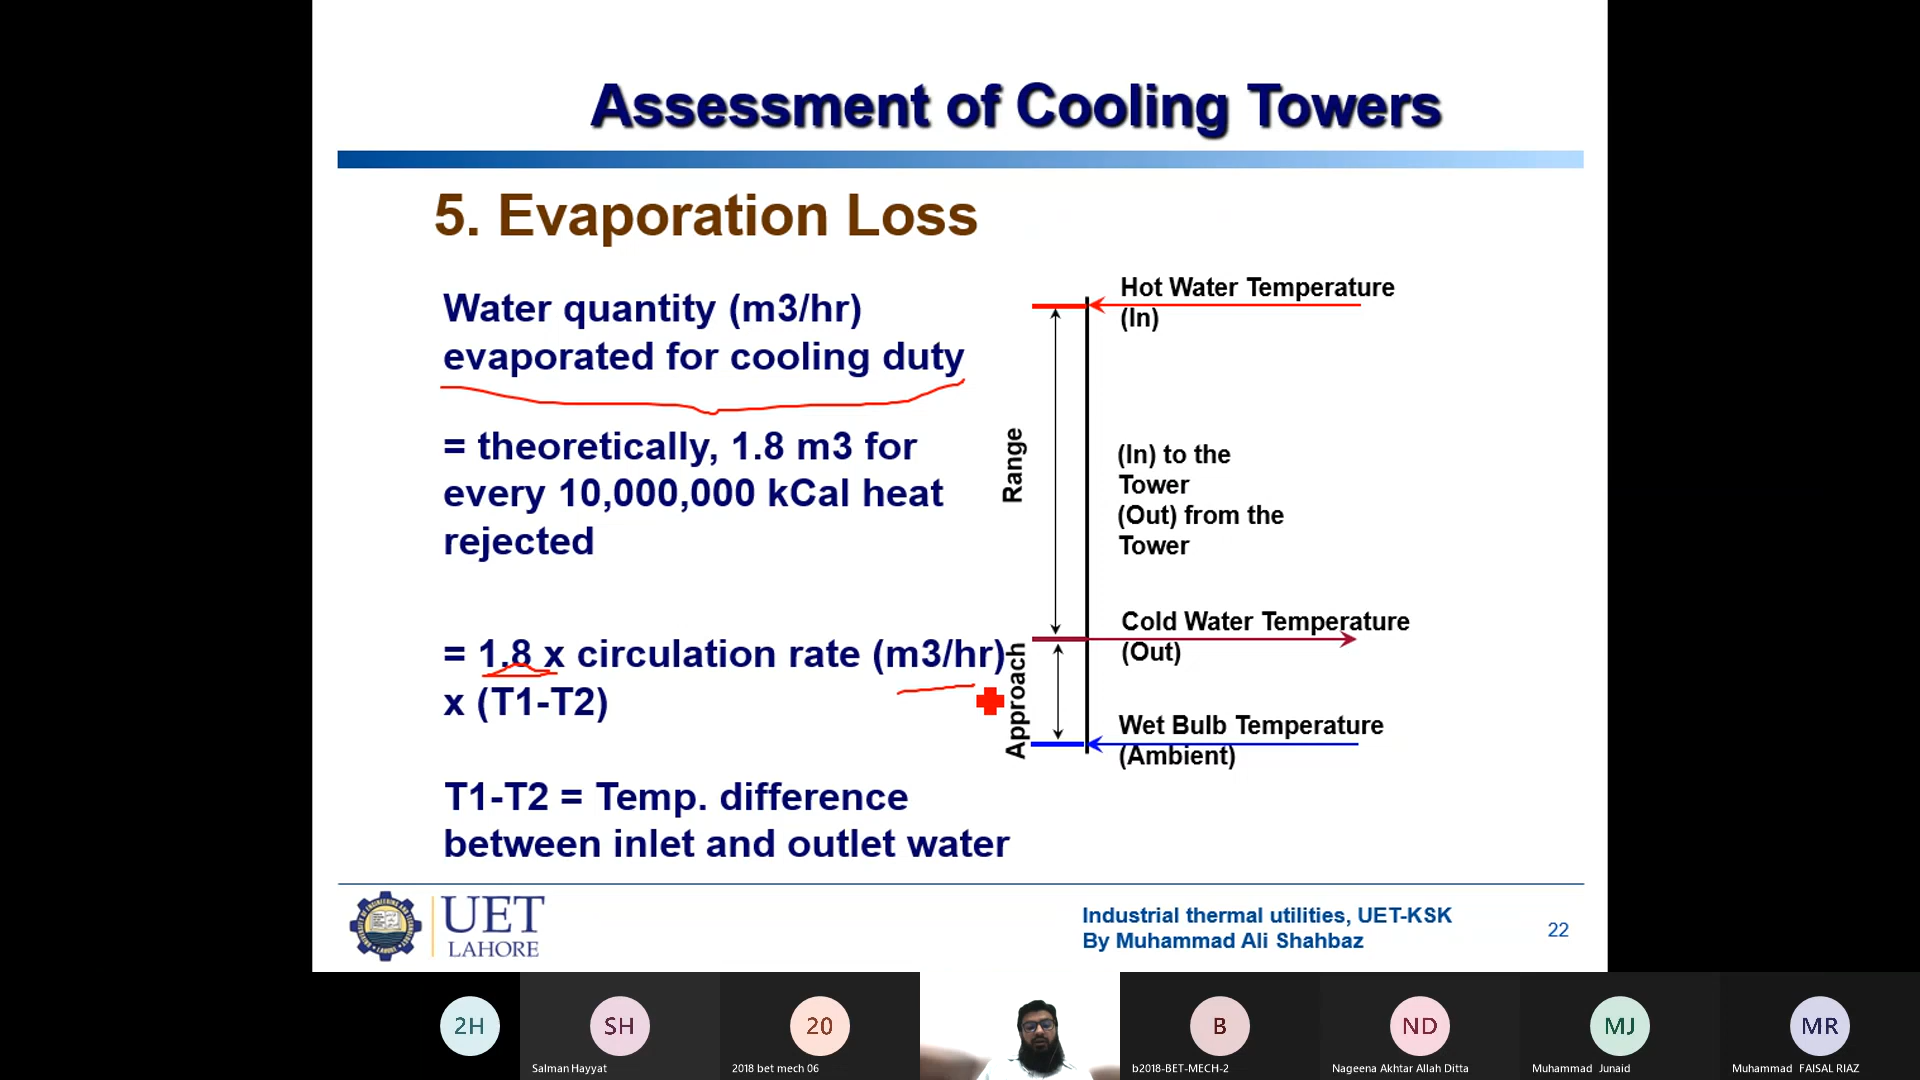 Assessment of Cooling Towers
5. Evaporation Loss
Water quantity (m3/hr)
evaporated for cooling duty
= theoretically, 1.8 m3 for
every 10,000,000 kCal heat
rejected
= 1.8 x circulation rate (m3/hr)
x (T1-T2)
T1-T2 = Temp. difference
between inlet and outlet water
Hot Water Temperature
(In)
Range
(In) to the
Tower
(Out) from the
Tower
Cold Water Temperature
(Out)
Approach
Wet Bulb Temperature
(Ambient)
UET
LAHORE
Industrial thermal utilities, UET-KSK
By Muhammad Ali Shahbaz
22
2H
SH
Salman Hayyat
20
2018 bet mech 06
B
b2018-BET-MECH-2
ND
Nageena Akhtar Allah Ditta
MJ
Muhammad Junaid
MR
Muhammad FAISAL RIAZ